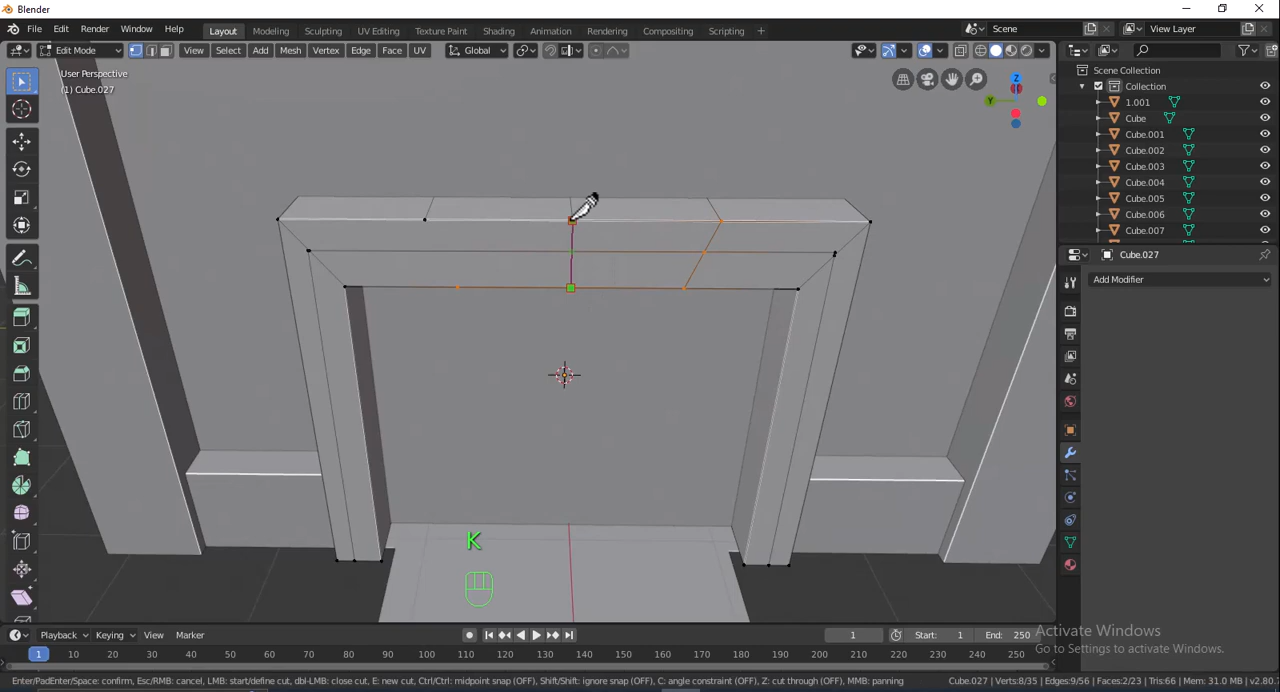 Blender
File Edit Render Window Help
Layout Modeling Sculpting UV Editing Texture Paint Shading Animation Rendering Compositing Scripting
Scene View Layer
Edit Mode View Select Add Mesh Vertex Edge Face UV Global
User Perspective
(1) Cube.027
Z
Y
Scene Collection
Collection
1.001
Cube
Cube.001
Cube.002
Cube.003
Cube.004
Cube.005
Cube.006
Cube.007
Cube.027
Add Modifier
K
Playback Keying View Marker 1 Start: 1 End: 250
1 10 20 30 40 50 60 70 80 90 100 110 120 130 140 150 160 170 180 190 200 210 220 230 240 250
Activate Windows
Go to Settings to activate Windows.
Enter/PadEnter/Space: confirm, Esc/RMB: cancel, LMB: start/define cut, dbl-LMB: close cut, E: new cut, Ctrl/Ctrl: midpoint snap (OFF), Shift/Shift: ignore snap (OFF), C: angle constraint (OFF), Z: cut through (OFF), MMB: panning
Cube.027 | Verts:8/35 | Edges:9/56 | Faces:2/23 | Tris:66 | Mem: 31.0 MB | v2.80.